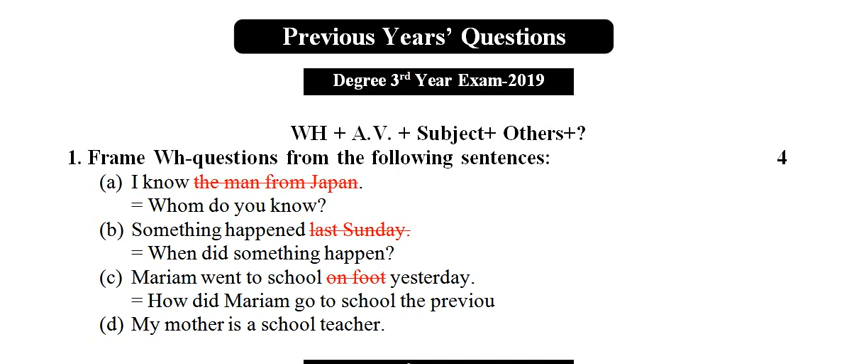 Previous Years’ Questions
Degree 3rd Year Exam-2019
WH + A.V. + Subject+ Others+?
1. Frame Wh-questions from the following sentences: 4
(a) I know the man from Japan.
= Whom do you know?
(b) Something happened last Sunday.
= When did something happen?
(c) Mariam went to school on foot yesterday.
= How did Mariam go to school the previou
(d) My mother is a school teacher.